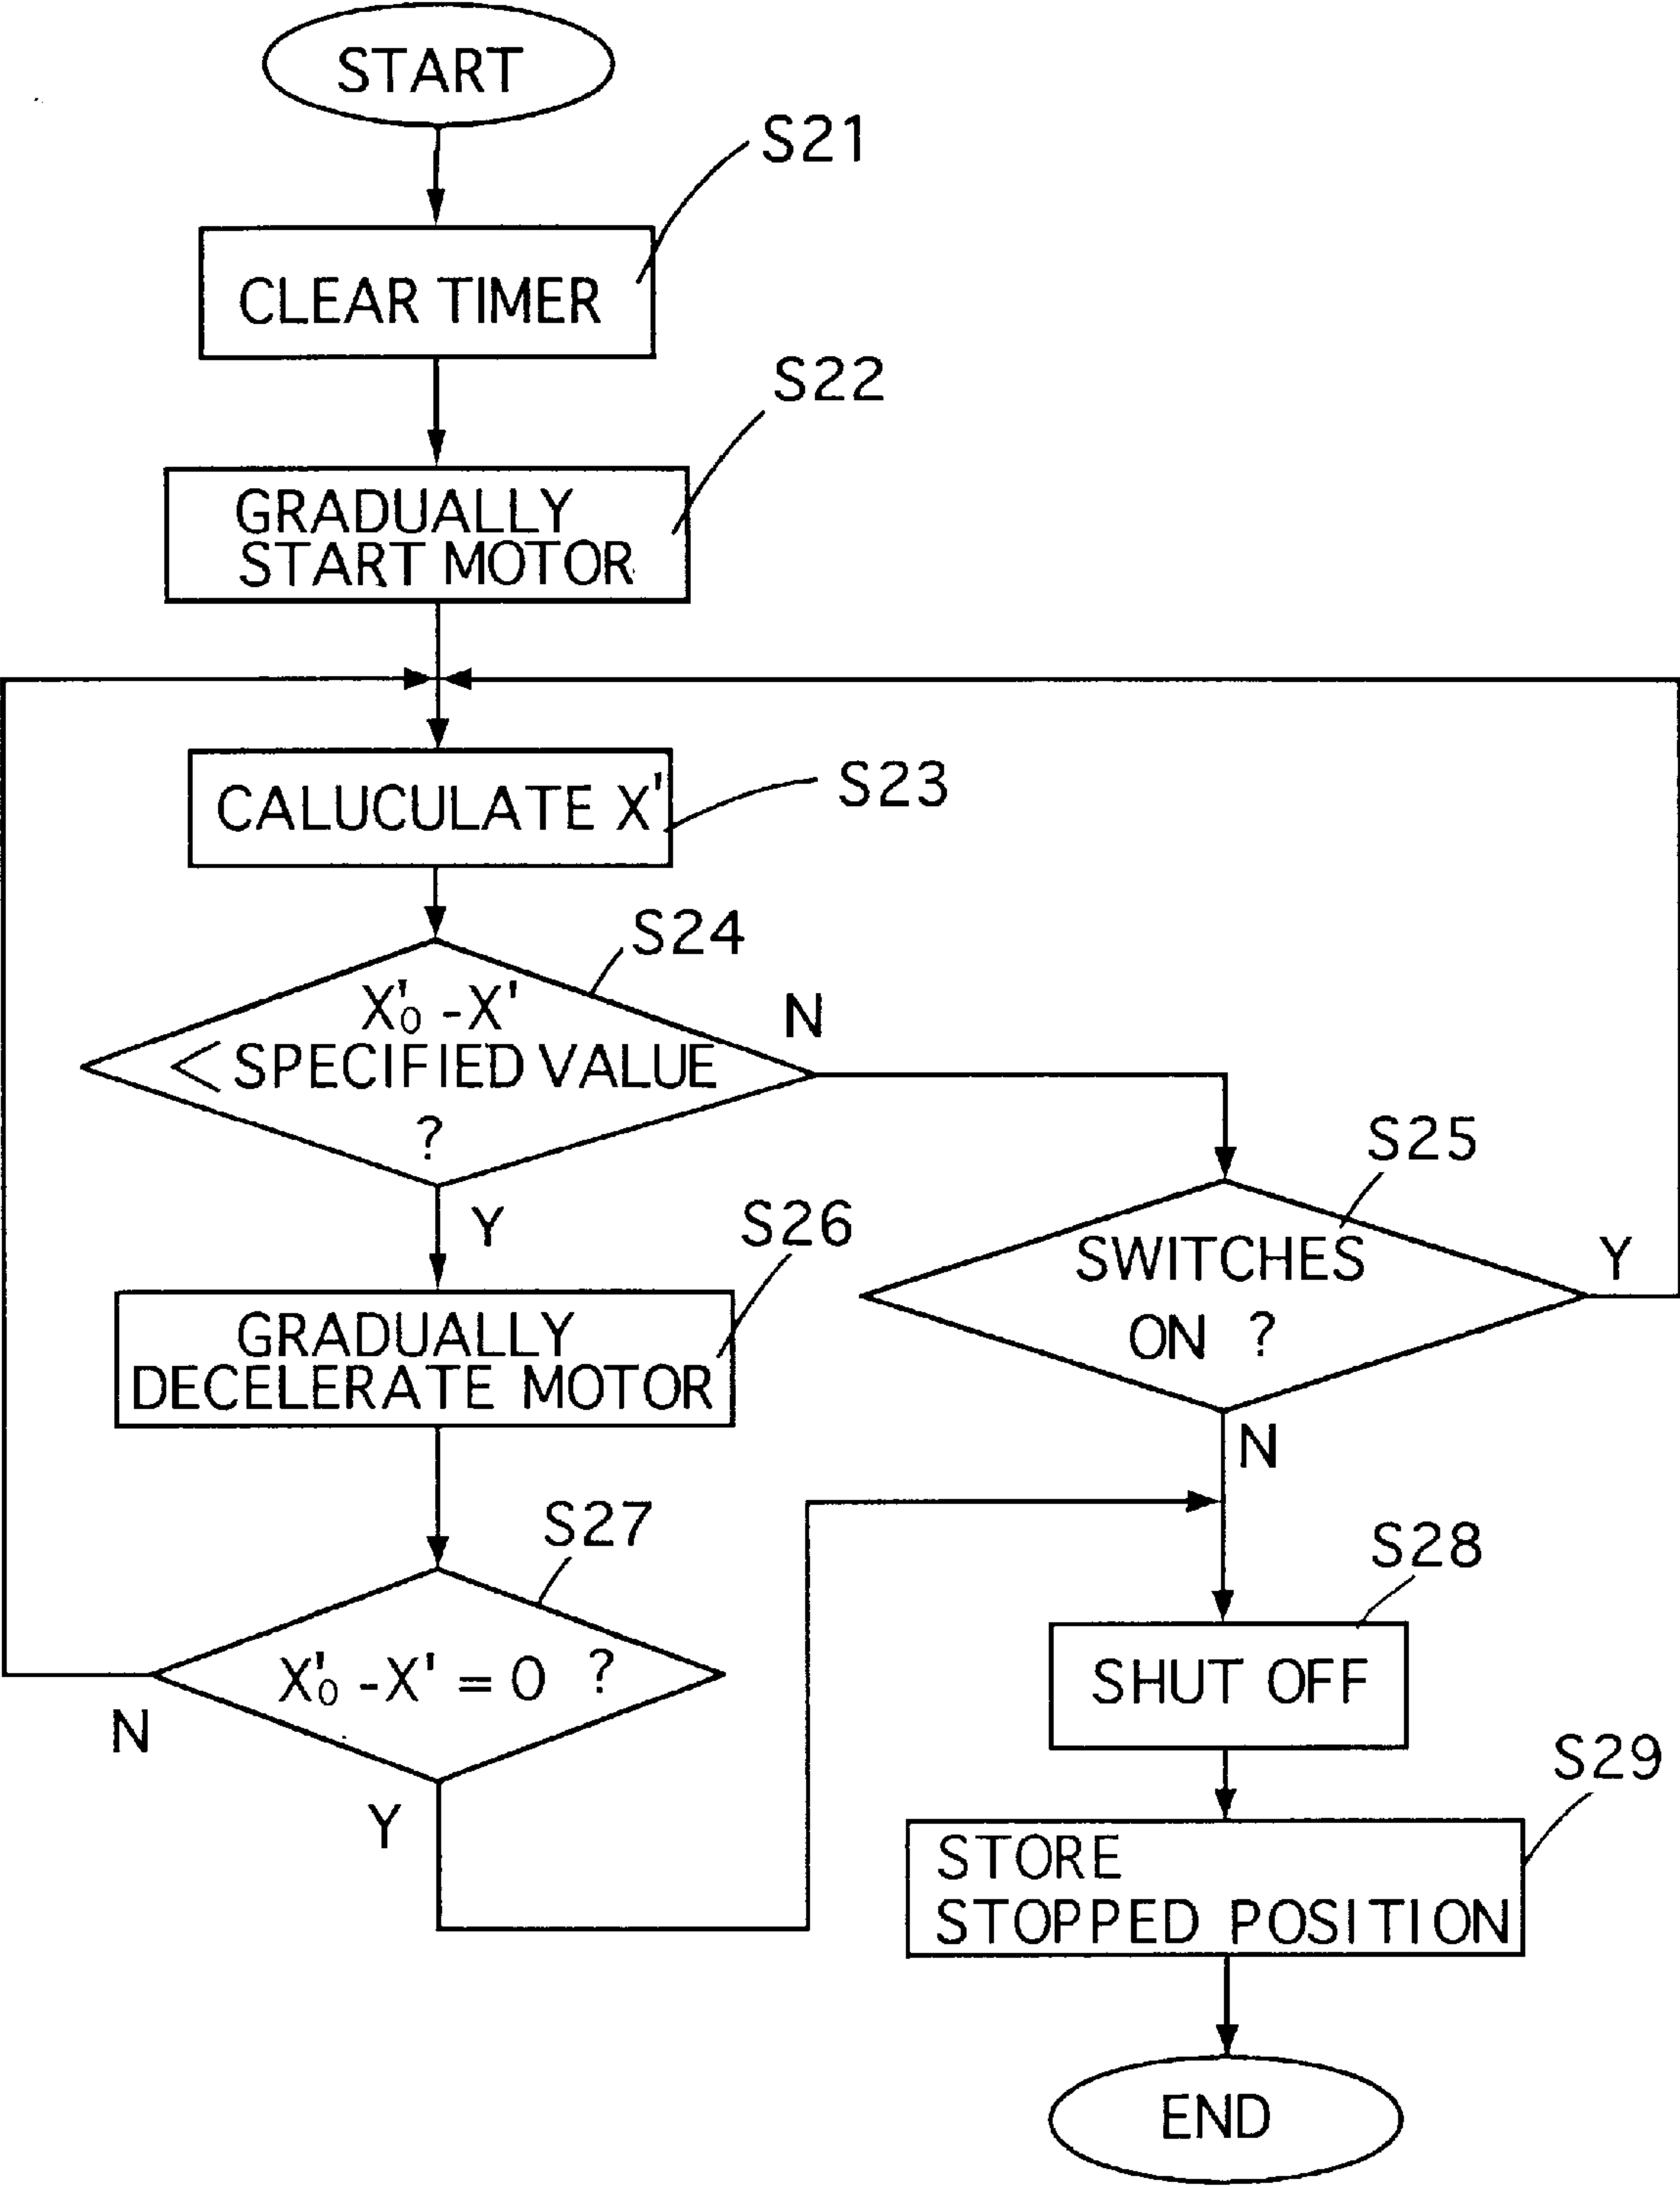 START
S21
CLEAR TIMER
S22
GRADUALLY
START MOTOR
CALUCULATE X'
S23
S24
X'₀ -X'
< SPECIFIED VALUE
?
N
Y
S25
SWITCHES
ON ?
Y
N
S26
GRADUALLY
DECELERATE MOTOR
S27
X'₀ -X' = 0 ?
N
Y
S28
SHUT OFF
S29
STORE
STOPPED POSITION
END